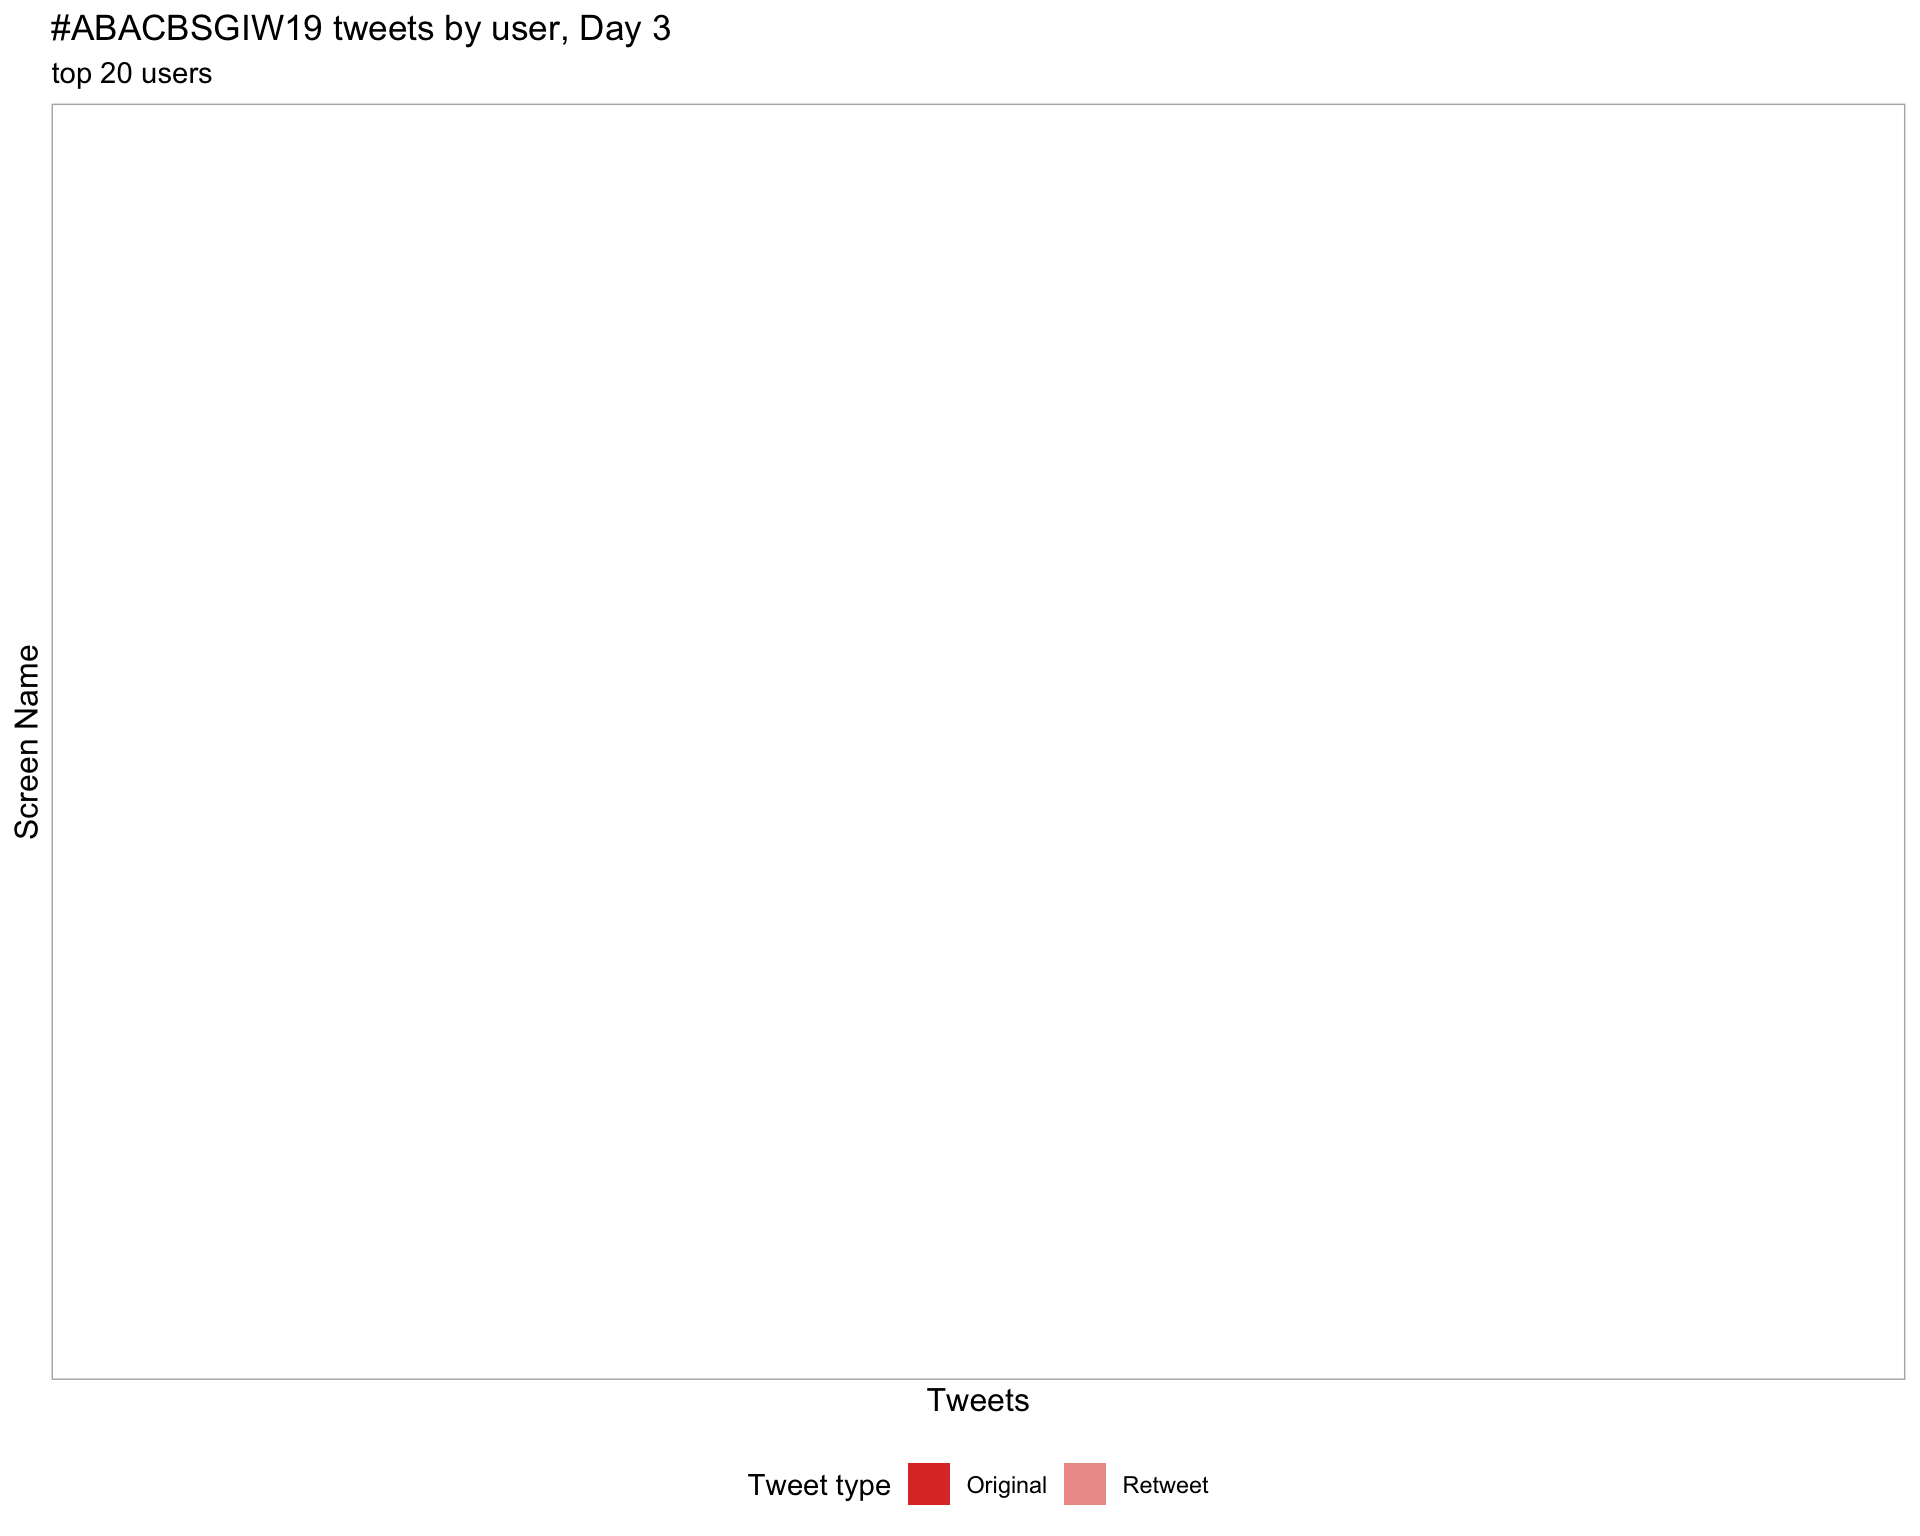 #ABACBSGIW19 tweets by user, Day 3
top 20 users
Screen Name
Tweets
Tweet type Original Retweet